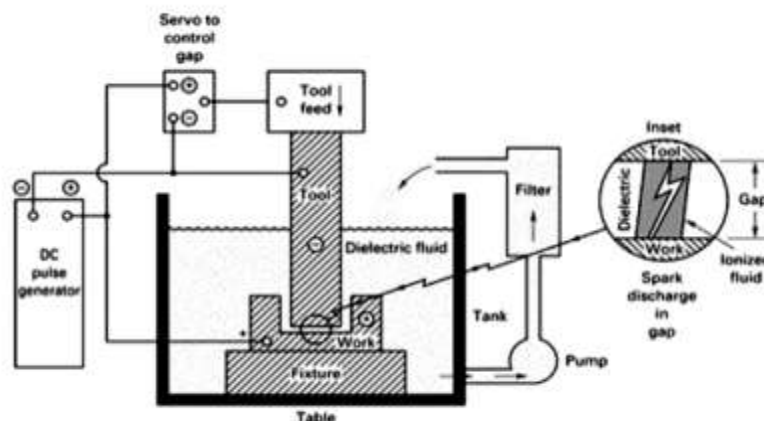 Servo to
control
gap
+
−
Tool
feed
Inset
Tool
Filter
Dielectric
Gap
Work
Ionized
fluid
Spark
discharge
in
gap
− +
DC
pulse
generator
Tool
−
Dielectric fluid
+
+
Work
Fixture
Tank
Pump
Table